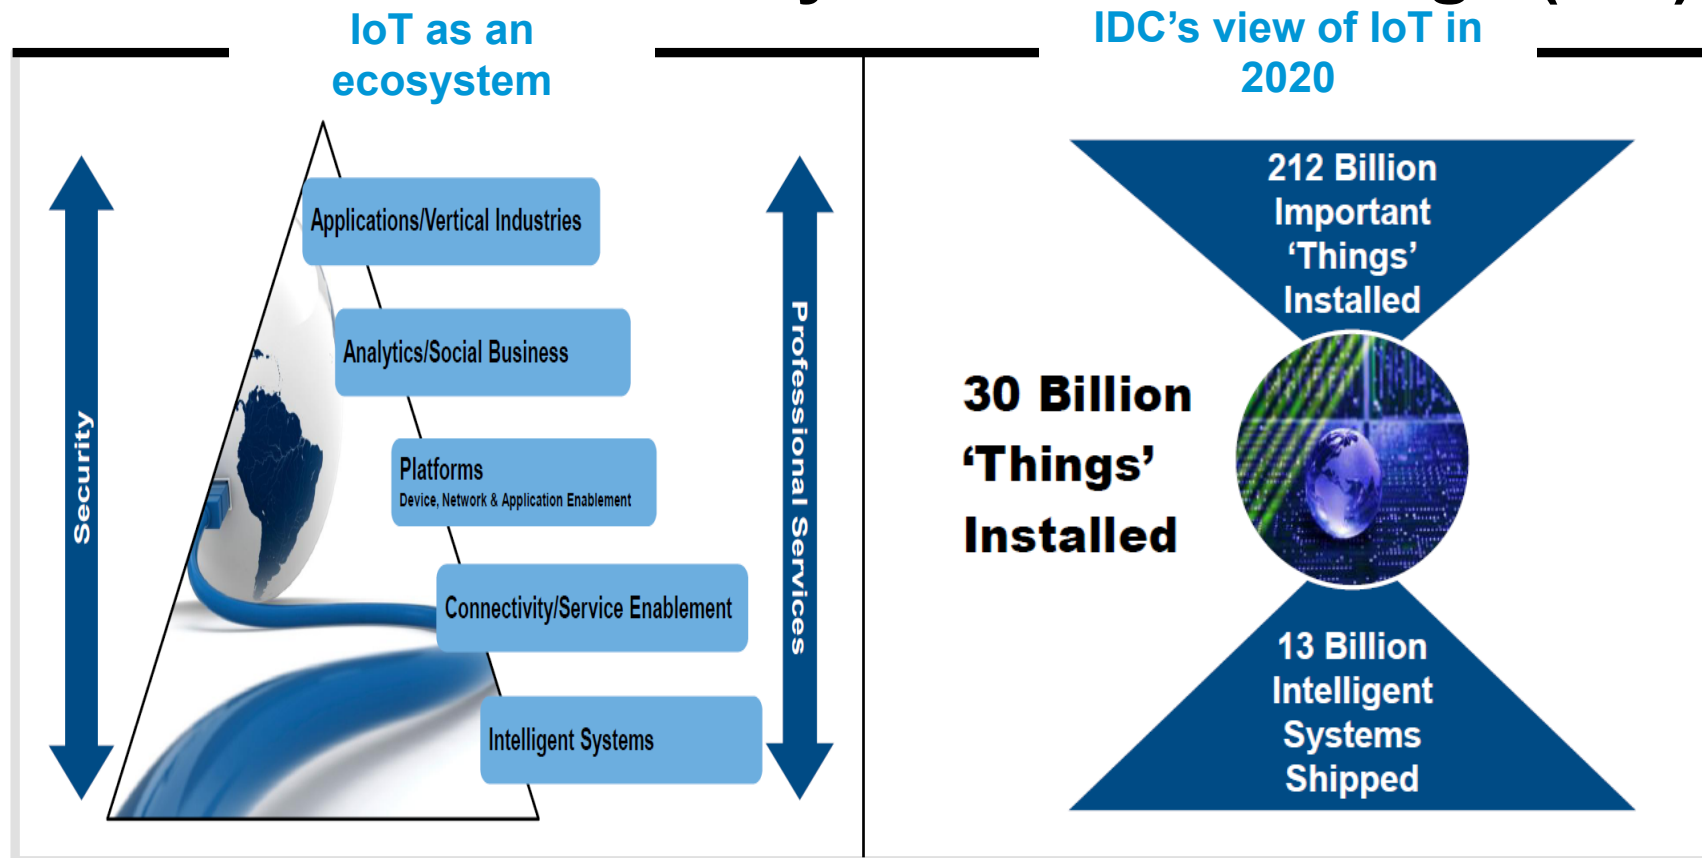 IoT as an
ecosystem
Security
Applications/Vertical Industries
Analytics/Social Business
Platforms
Device, Network & Application Enablement
Connectivity/Service Enablement
Intelligent Systems
Professional Services
IDC’s view of IoT in
2020
212 Billion
Important
‘Things’
Installed
30 Billion
‘Things’
Installed
13 Billion
Intelligent
Systems
Shipped